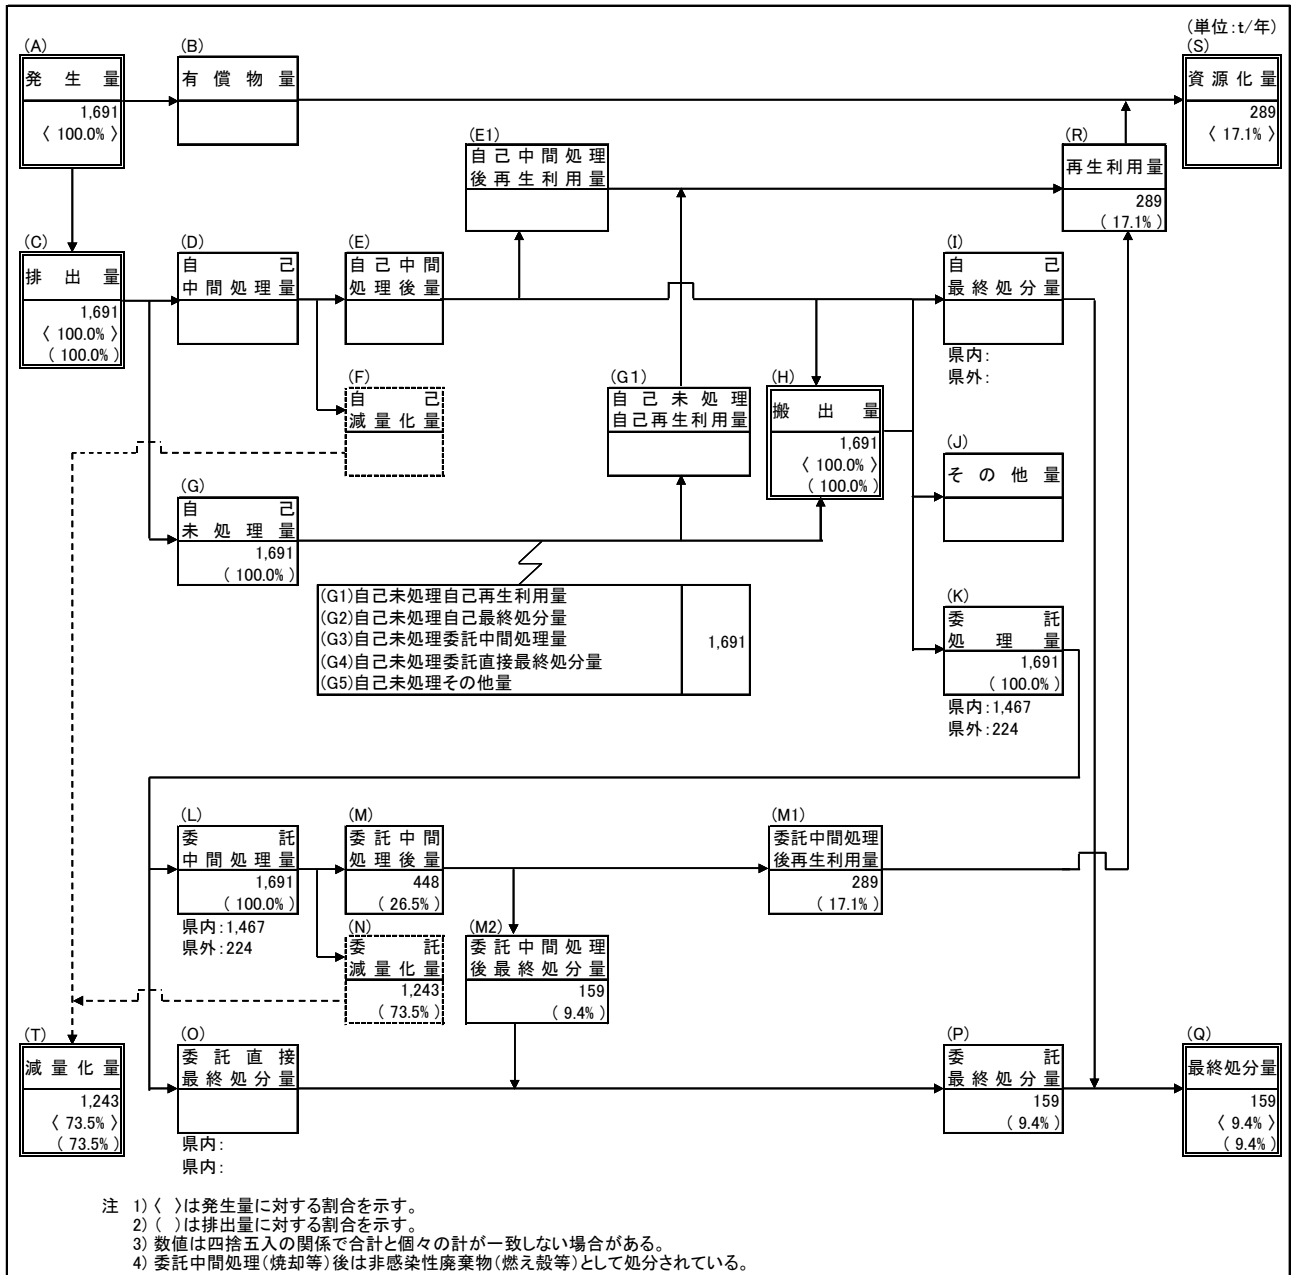 (単位:t/年)
(A)
発生量
1,691
〈 100.0% 〉
(B)
有償物量
(S)
資源化量
289
〈 17.1% 〉
(E1)
自己中間処理
後再生利用量
(R)
再生利用量
289
( 17.1% )
(C)
排出量
1,691
〈 100.0% 〉
( 100.0% )
(D)
自己
中間処理量
(E)
自己中間
処理後量
(I)
自己
最終処分量
県内:
県外:
(F)
自己
減量化量
(G1)
自己未処理
自己再生利用量
(H)
搬出量
1,691
〈 100.0% 〉
( 100.0% )
(J)
その他量
(G)
自己
未処理量
1,691
( 100.0% )
(G1)自己未処理自己再生利用量
(G2)自己未処理自己最終処分量
(G3)自己未処理委託中間処理量
(G4)自己未処理委託直接最終処分量
(G5)自己未処理その他量
1,691
(K)
委託
処理量
1,691
( 100.0% )
県内:1,467
県外:224
(L)
委託
中間処理量
1,691
( 100.0% )
県内:1,467
県外:224
(M)
委託中間
処理後量
448
( 26.5% )
(M1)
委託中間処理
後再生利用量
289
( 17.1% )
(N)
委託
減量化量
1,243
( 73.5% )
(M2)
委託中間処理
後最終処分量
159
( 9.4% )
(T)
減量化量
1,243
〈 73.5% 〉
( 73.5% )
(O)
委託直接
最終処分量
県内:
県内:
(P)
委託
最終処分量
159
( 9.4% )
(Q)
最終処分量
159
〈 9.4% 〉
( 9.4% )
注 1)〈 〉は発生量に対する割合を示す。
2)( )は排出量に対する割合を示す。
3) 数値は四捨五入の関係で合計と個々の計が一致しない場合がある。
4) 委託中間処理(焼却等)後は非感染性廃棄物(燃え殻等)として処分されている。